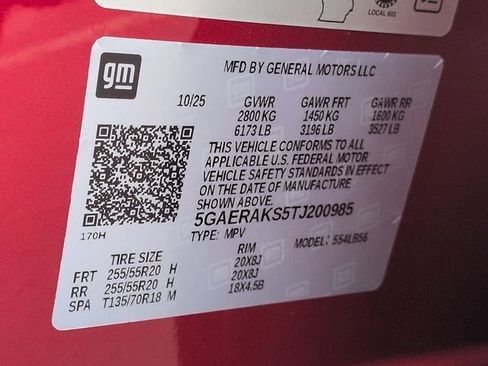 LOCAL 602
gm
MFD BY GENERAL MOTORS LLC
10/25 GVWR GAWR FRT GAWR RR
2800 KG 1450 KG 1600 KG
6173 LB 3196 LB 3527 LB
THIS VEHICLE CONFORMS TO ALL
APPLICABLE U.S. FEDERAL MOTOR
VEHICLE SAFETY STANDARDS IN EFFECT
ON THE DATE OF MANUFACTURE
SHOWN ABOVE.
5GAERAKS5TJ200985
170H
TYPE: MPV MODEL: 554LB56
TIRE SIZE RIM
FRT 255/55R20 H 20X8J
RR 255/55R20 H 20X8J
SPA T135/70R18 M 18X4.5B